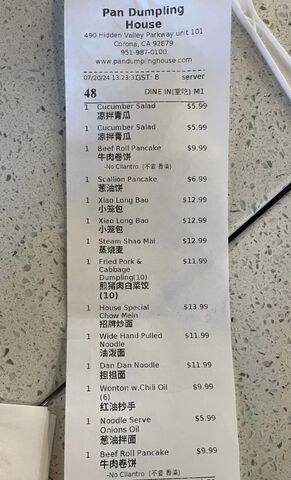 Pan Dumpling
House
490 Hidden Valley Parkway unit 101
Corona, CA 92879
951-987-0100
www.pandumplinghouse.com
07/20/24 13:23:31 GST 8 server
48 DINE IN(堂吃) M1
1 Cucumber Salad $5.99
凉拌青瓜
1 Cucumber Salad $5.99
凉拌青瓜
1 Beef Roll Pancake $9.99
牛肉卷饼
-No Cilantro (不要 香菜)
1 Scallion Pancake $6.99
葱油饼
1 Xiao Long Bao $12.99
小笼包
1 Xiao Long Bao $12.99
小笼包
1 Steam Shao Mai $12.99
蒸烧麦
1 Fried Pork & $11.99
Cabbage
Dumpling(10)
煎猪肉白菜饺
(10)
1 House Special $13.99
Chow Mein
招牌炒面
1 Wide Hand Pulled $11.99
Noodle
油泼面
1 Dan Dan Noodle $11.99
担担面
1 Wonton w.Chili Oil $9.99
(6)
红油抄手
1 Noodle Serve $5.99
Onions Oil
葱油拌面
1 Beef Roll Pancake $9.99
牛肉卷饼
-No Cilantro (不要 香菜)